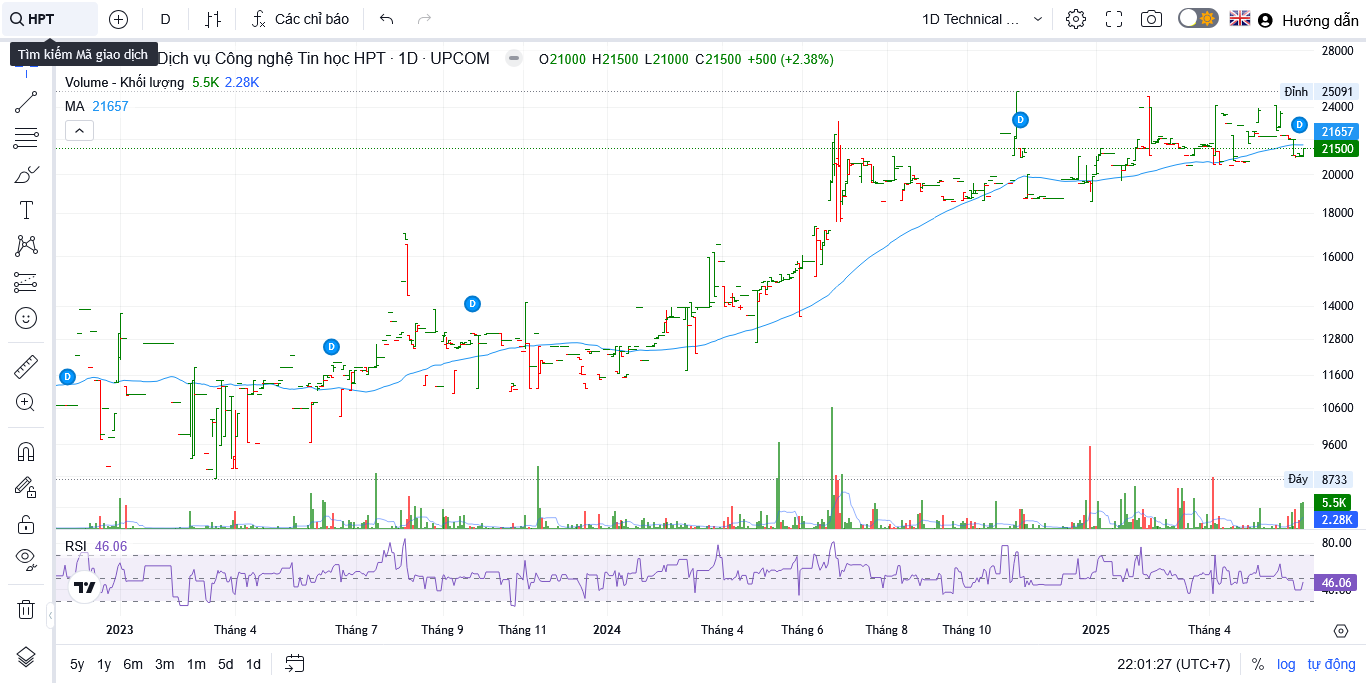 HPT
D
Các chỉ báo
1D Technical ...
Hướng dẫn
Tìm kiếm Mã giao dịch
Dịch vụ Công nghệ Tin học HPT · 1D · UPCOM
O21000 H21500 L21000 C21500 +500 (+2.38%)
Volume - Khối lượng 5.5K 2.28K
MA 21657
28000
Đỉnh 25091
24000
21657
21500
20000
18000
16000
14000
12800
11600
10600
9600
Đáy 8733
5.5K
2.28K
D
D
D
D
D
RSI 46.06
80.00
46.06
40.00
2023 Tháng 4 Tháng 7 Tháng 9 Tháng 11 2024 Tháng 4 Tháng 6 Tháng 8 Tháng 10 2025 Tháng 4
5y 1y 6m 3m 1m 5d 1d
22:01:27 (UTC+7) % log tự động